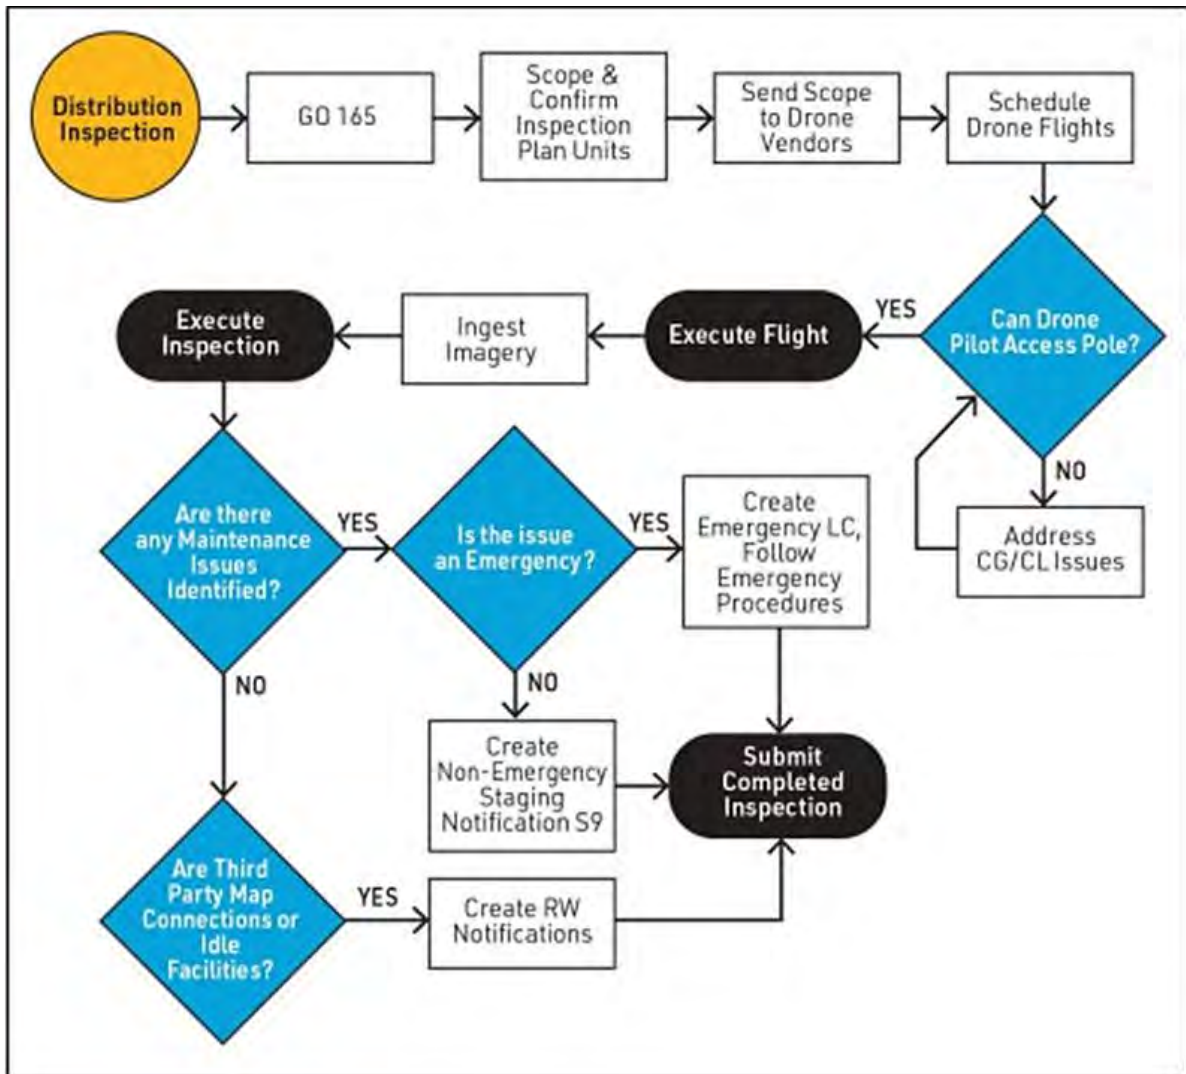 Distribution
Inspection
GO 165
Scope &
Confirm
Inspection
Plan Units
Send Scope
to Drone
Vendors
Schedule
Drone Flights
Can Drone
Pilot Access Pole?
YES
Execute Flight
Ingest
Imagery
Execute
Inspection
NO
Address
CG/CL Issues
Are there
any Maintenance
Issues
Identified?
YES
Is the issue
an Emergency?
YES
Create
Emergency LC,
Follow
Emergency
Procedures
NO
NO
Create
Non-Emergency
Staging
Notification S9
Submit
Completed
Inspection
Are Third
Party Map
Connections or
Idle
Facilities?
YES
Create RW
Notifications